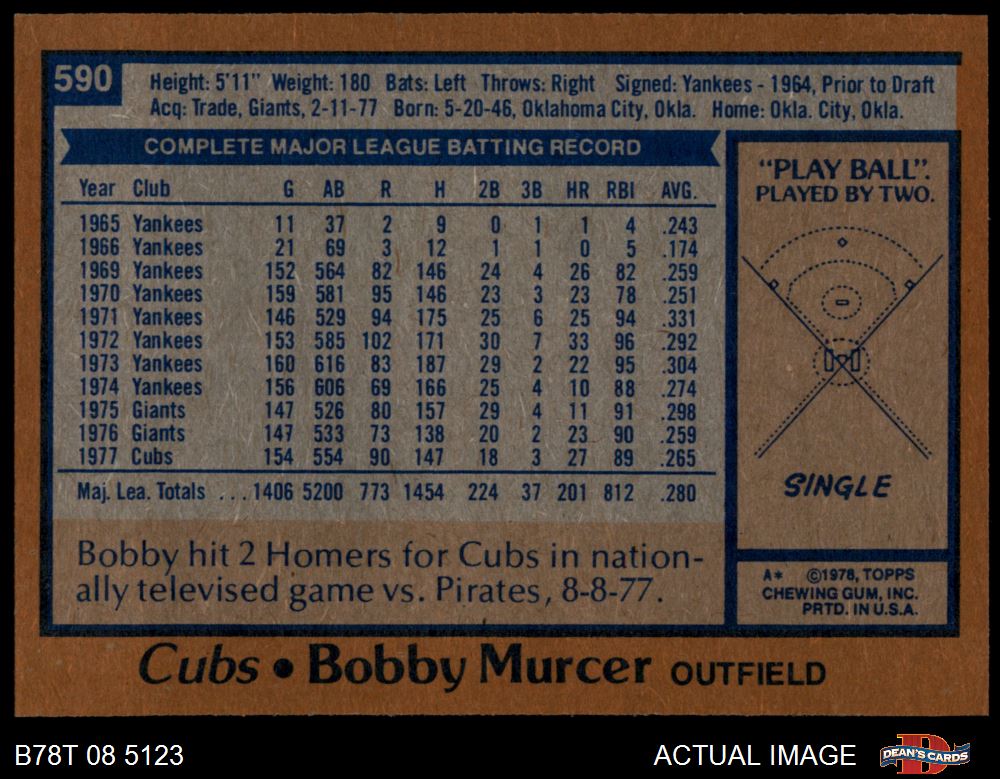 590
Height: 5'11" Weight: 180 Bats: Left Throws: Right Signed: Yankees - 1964, Prior to Draft
Acq: Trade, Giants, 2-11-77 Born: 5-20-46, Oklahoma City, Okla. Home: Okla. City, Okla.
COMPLETE MAJOR LEAGUE BATTING RECORD
Year Club G AB R H 2B 3B HR RBI AVG.
1965 Yankees 11 37 2 9 0 1 1 4 .243
1966 Yankees 21 69 3 12 1 1 0 5 .174
1969 Yankees 152 564 82 146 24 4 26 82 .259
1970 Yankees 159 581 95 146 23 3 23 78 .251
1971 Yankees 146 529 94 175 25 6 25 94 .331
1972 Yankees 153 585 102 171 30 7 33 96 .292
1973 Yankees 160 616 83 187 29 2 22 95 .304
1974 Yankees 156 606 69 166 25 4 10 88 .274
1975 Giants 147 526 80 157 29 4 11 91 .298
1976 Giants 147 533 73 138 20 2 23 90 .259
1977 Cubs 154 554 90 147 18 3 27 89 .265
Maj. Lea. Totals ...1406 5200 773 1454 224 37 201 812 .280
Bobby hit 2 Homers for Cubs in nation-
ally televised game vs. Pirates, 8-8-77.
"PLAY BALL".
PLAYED BY TWO.
SINGLE
A* ©1978, TOPPS
CHEWING GUM, INC.
PRTD. IN U.S.A.
Cubs • Bobby Murcer OUTFIELD
B78T 08 5123
ACTUAL IMAGE
D
DEAN'S CARDS